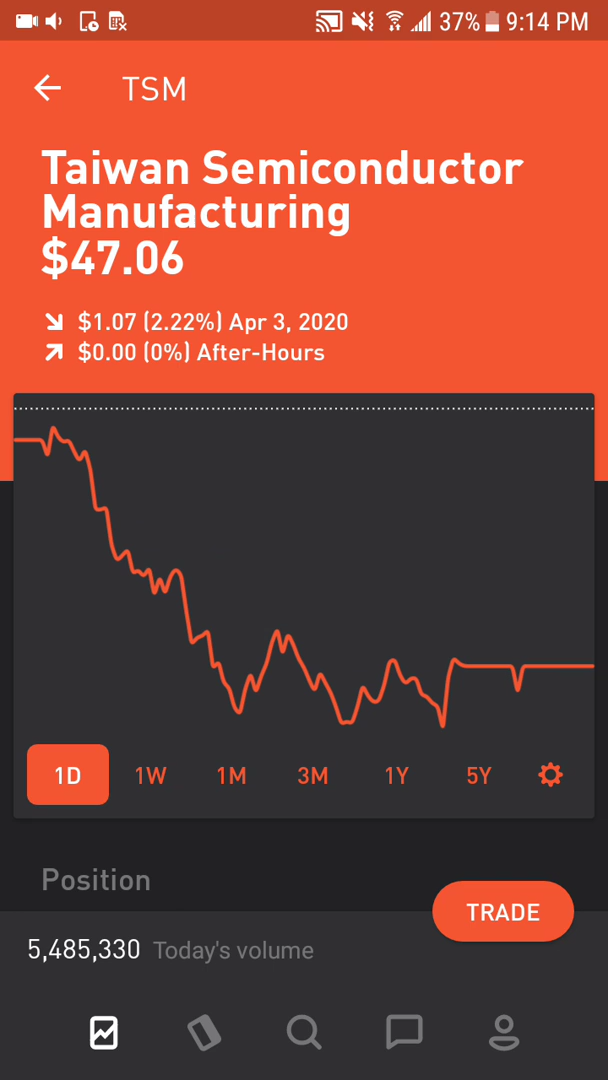 37% 9:14 PM
TSM
Taiwan Semiconductor
Manufacturing
$47.06
$1.07 (2.22%) Apr 3, 2020
$0.00 (0%) After-Hours
1D 1W 1M 3M 1Y 5Y
Position
TRADE
5,485,330 Today's volume